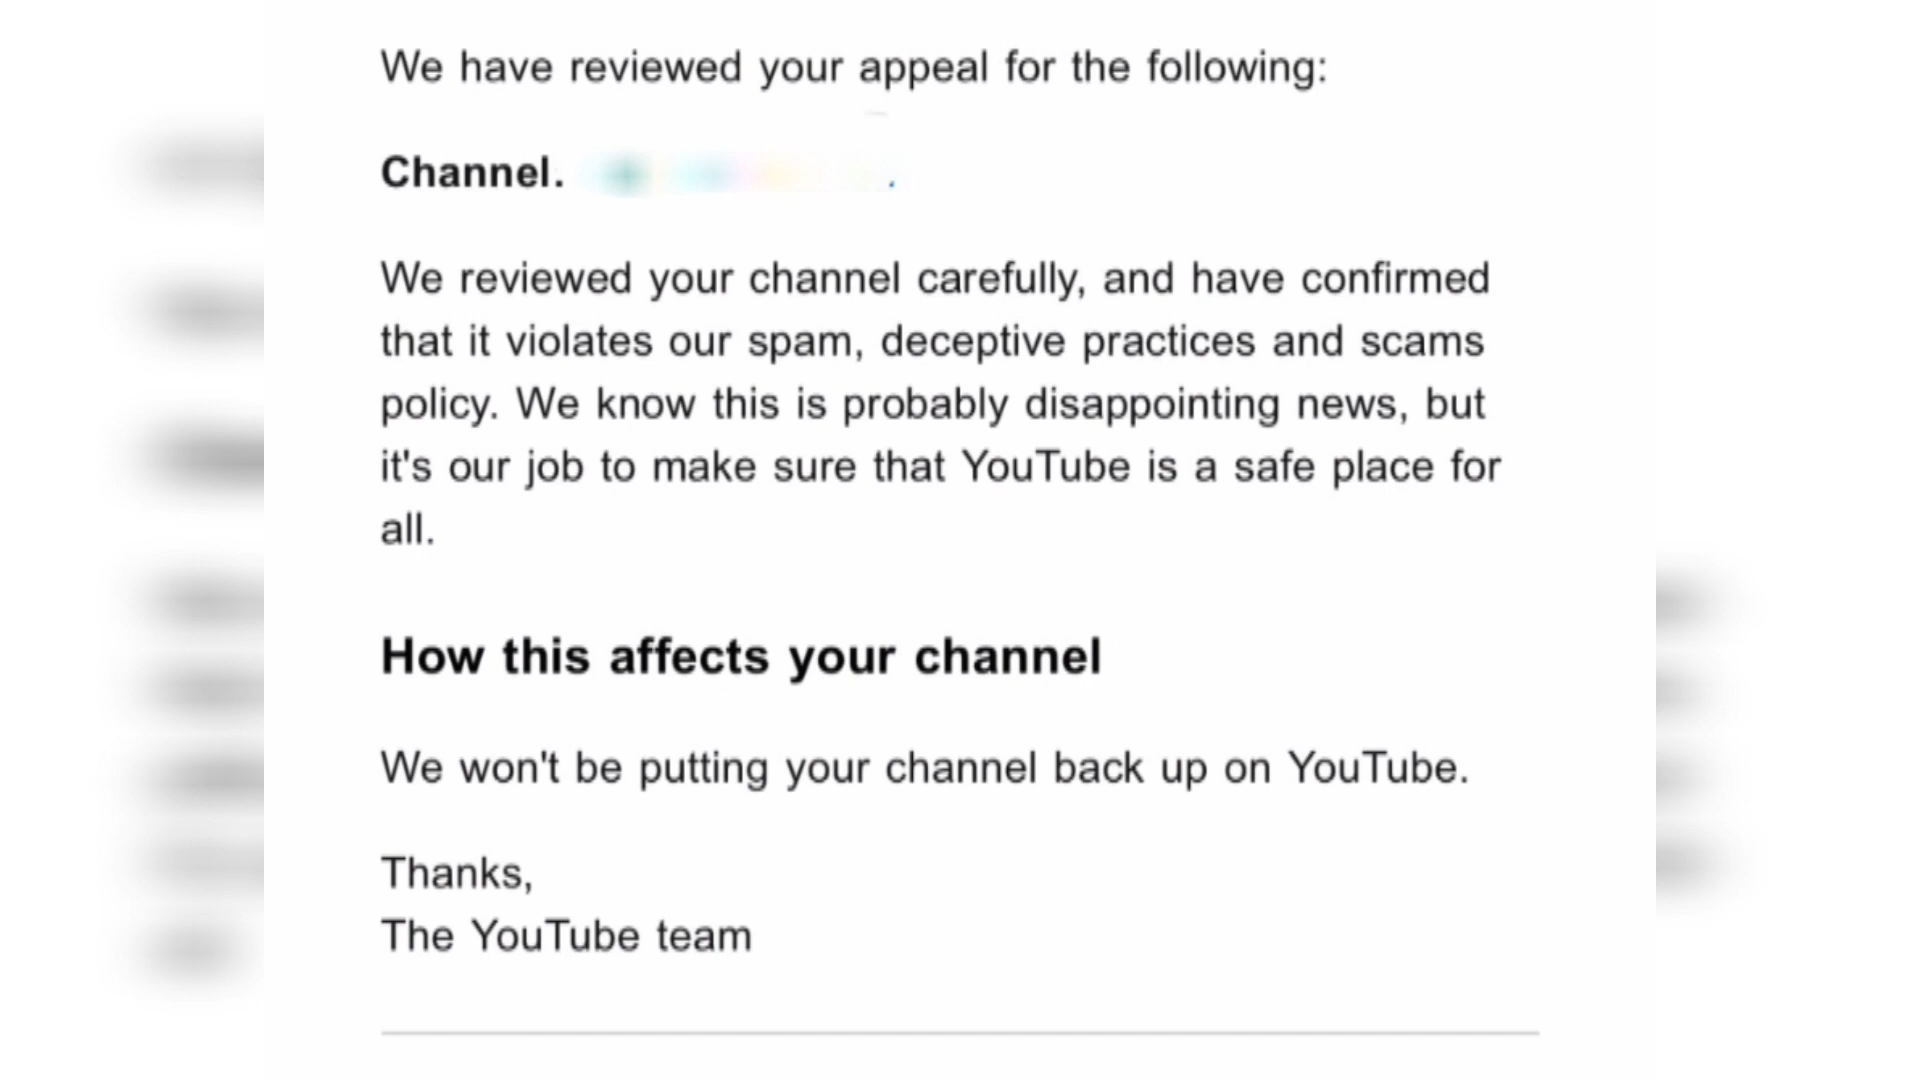 We have reviewed your appeal for the following:
Channel.
We reviewed your channel carefully, and have confirmed
that it violates our spam, deceptive practices and scams
policy. We know this is probably disappointing news, but
it's our job to make sure that YouTube is a safe place for
all.
How this affects your channel
We won't be putting your channel back up on YouTube.
Thanks,
The YouTube team